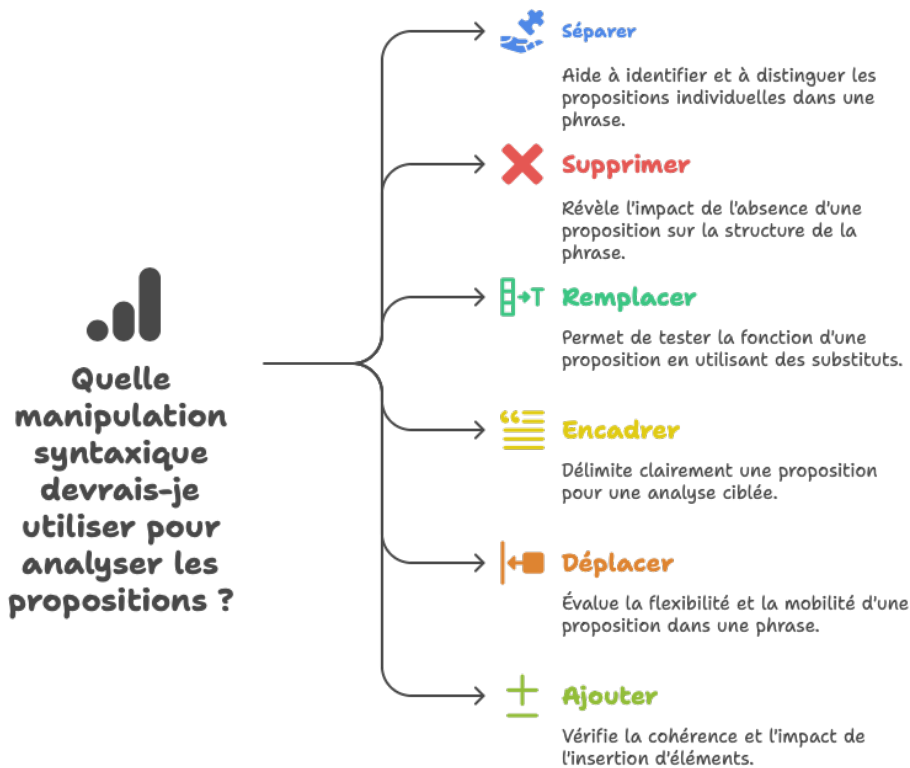 Quelle
manipulation
syntaxique
devrais-je
utiliser pour
analyser les
propositions ?
Séparer
Aide à identifier et à distinguer les
propositions individuelles dans une
phrase.
Supprimer
Révèle l'impact de l'absence d'une
proposition sur la structure de la
phrase.
Remplacer
Permet de tester la fonction d'une
proposition en utilisant des substituts.
Encadrer
Délimite clairement une proposition
pour une analyse ciblée.
Déplacer
Évalue la flexibilité et la mobilité d'une
proposition dans une phrase.
Ajouter
Vérifie la cohérence et l'impact de
l'insertion d'éléments.